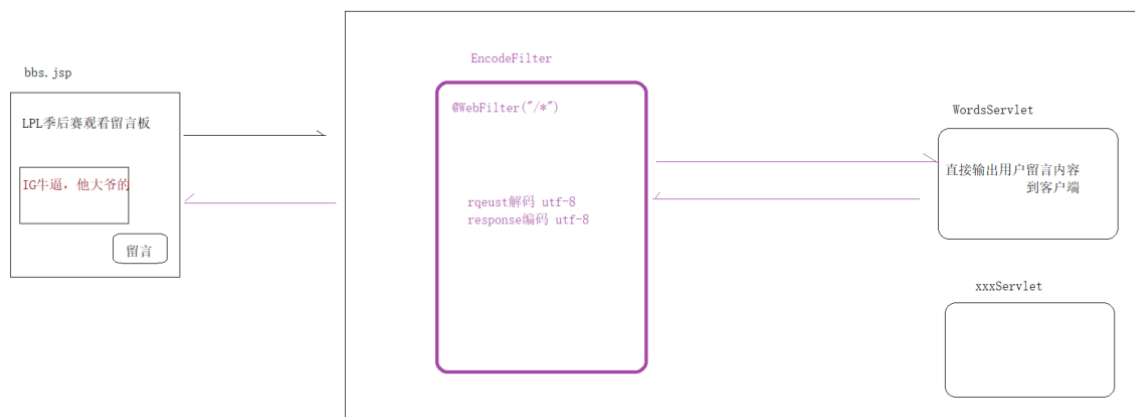 bbs.jsp
LPL季后赛观看留言板
IG牛逼，他大爷的
留言
EncodeFilter
@WebFilter("/*")
rqeust解码 utf-8
response编码 utf-8
WordsServlet
直接输出用户留言内容
到客户端
xxxServlet